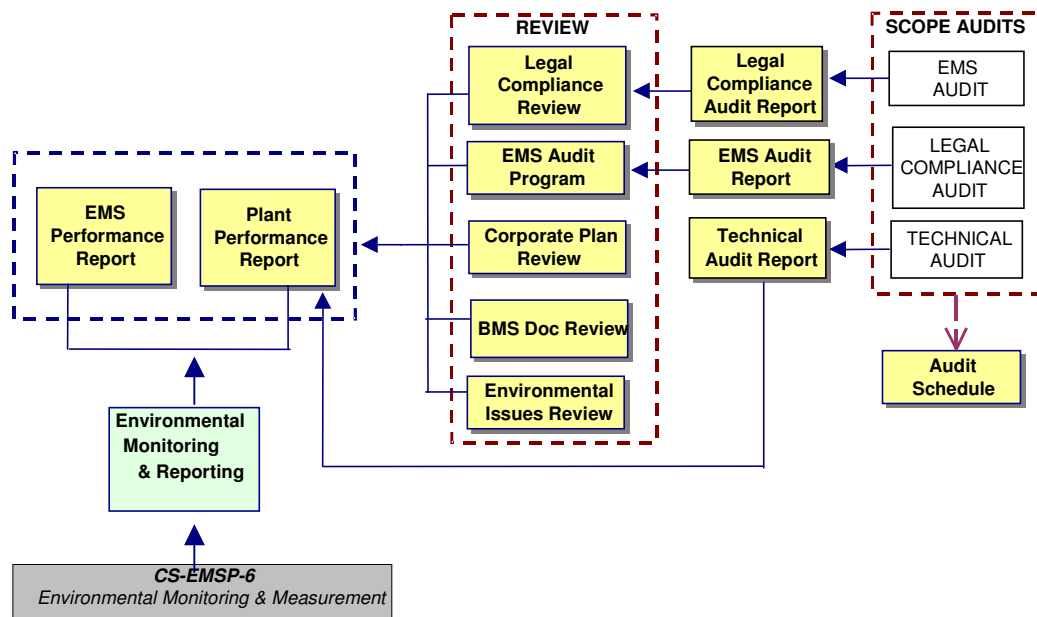 REVIEW
Legal
Compliance
Review
EMS Audit
Program
Corporate Plan
Review
BMS Doc Review
Environmental
Issues Review
Legal
Compliance
Audit Report
EMS Audit
Report
Technical
Audit Report
SCOPE AUDITS
EMS
AUDIT
LEGAL
COMPLIANCE
AUDIT
TECHNICAL
AUDIT
Audit
Schedule
EMS
Performance
Report
Plant
Performance
Report
Environmental
Monitoring
& Reporting
CS-EMSP-6
Environmental Monitoring & Measurement